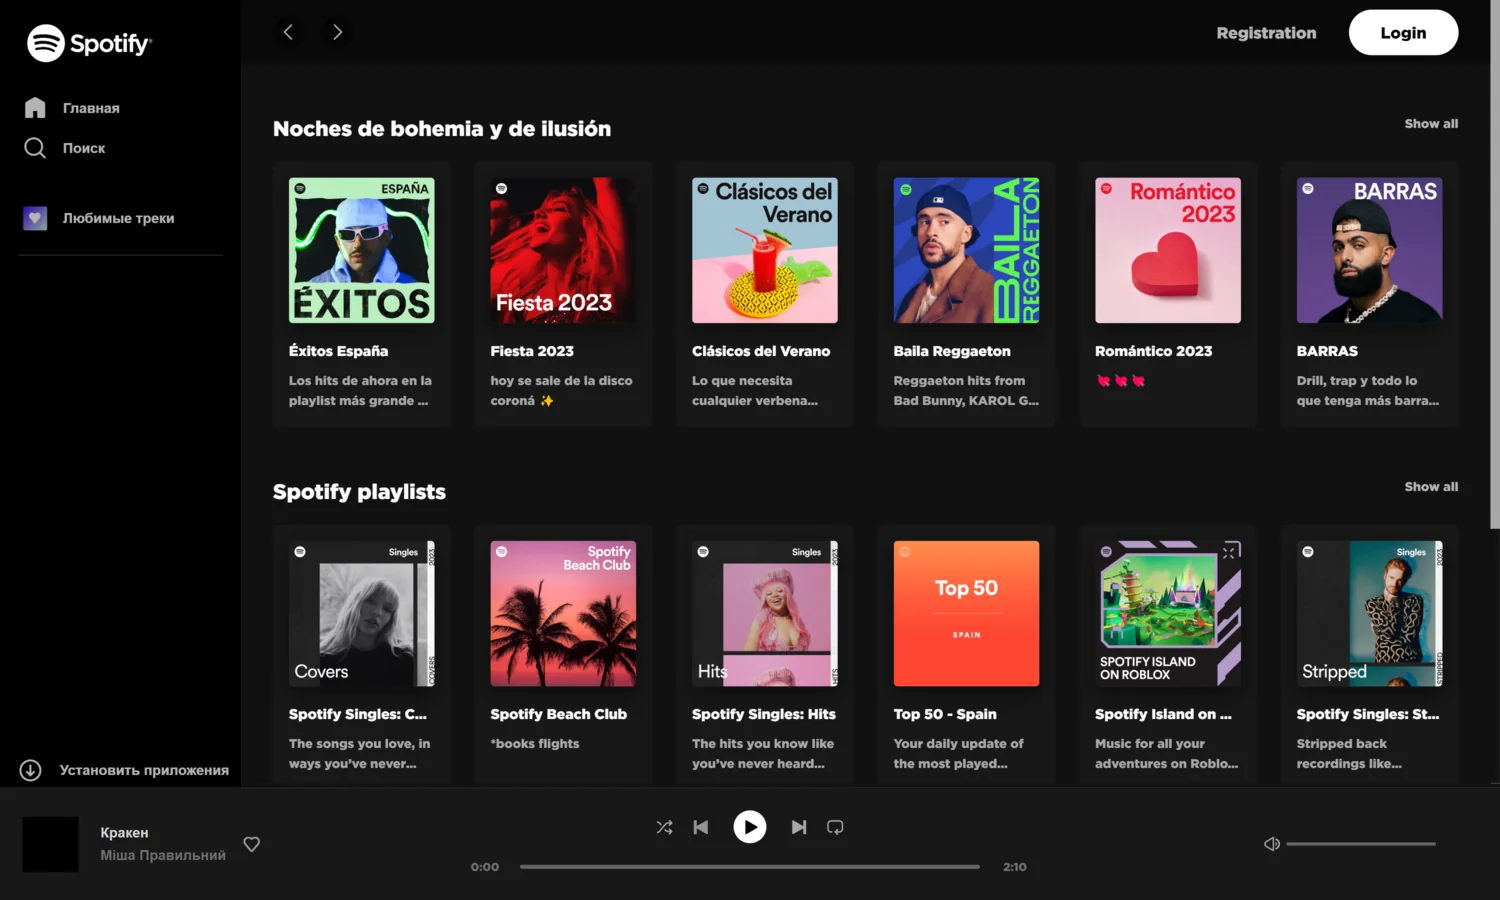 Spotify
Главная
Поиск
Любимые треки
Установить приложения
Registration
Login
Noches de bohemia y de ilusión
Show all
ESPAÑA
ÉXITOS
Éxitos España
Los hits de ahora en la
playlist más grande ...
Fiesta 2023
Fiesta 2023
hoy se sale de la disco
coroná ✨
Clásicos del
Verano
Clásicos del Verano
Lo que necesita
cualquier verbena...
BAILA
REGGAETON
Baila Reggaeton
Reggaeton hits from
Bad Bunny, KAROL G...
Romántico
2023
Romántico 2023
💘 💘 💘
BARRAS
BARRAS
Drill, trap y todo lo
que tenga más barra...
Spotify playlists
Show all
Singles
2023
Covers
COVERS
Spotify Singles: C...
The songs you love, in
ways you’ve never...
Spotify
Beach Club
Spotify Beach Club
*books flights
Singles
2023
Hits
HITS
Spotify Singles: Hits
The hits you know like
you’ve never heard...
Top 50
SPAIN
Top 50 - Spain
Your daily update of
the most played...
SPOTIFY ISLAND
ON ROBLOX
Spotify Island on ...
Music for all your
adventures on Roblo...
Singles
2023
Stripped
STRIPPED
Spotify Singles: St...
Stripped back
recordings like...
Кракен
Міша Правильний
0:00
2:10